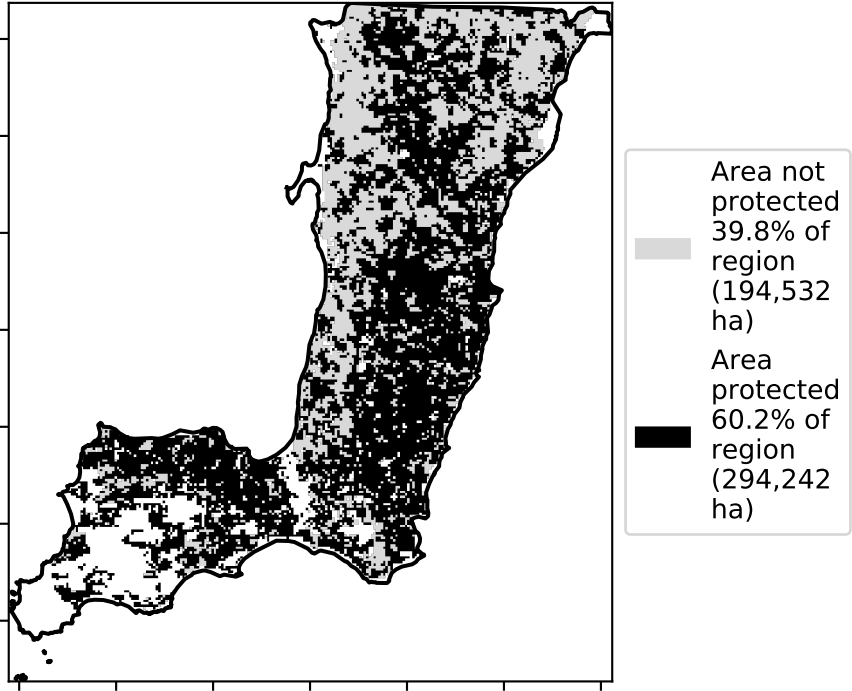 Area not
protected
39.8% of
region
(194,532
ha)
Area
protected
60.2% of
region
(294,242
ha)